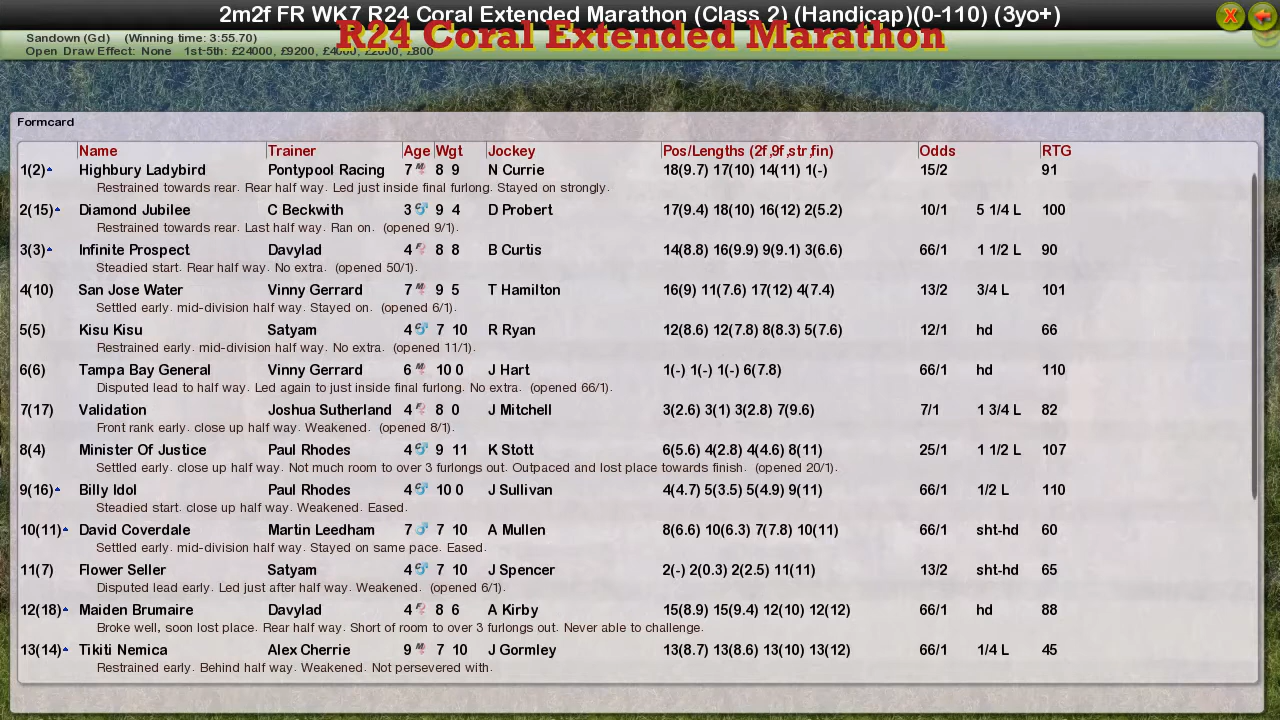 2m2f FR WK7 R24 Coral Extended Marathon (Class 2) (Handicap)(0-110) (3yo+)
R24 Coral Extended Marathon
Sandown (Gd) (Winning time: 3:55.70)
Open Draw Effect: None 1st-5th: £24000, £9200, £4000, £2000, £800
Formcard
Name Trainer Age Wgt Jockey Pos/Lengths (2f,9f,str,fin) Odds RTG
1(2) Highbury Ladybird Pontypool Racing 7 M 8 9 N Currie 18(9.7) 17(10) 14(11) 1(-) 15/2 91
Restrained towards rear. Rear half way. Led just inside final furlong. Stayed on strongly.
2(15) Diamond Jubilee C Beckwith 3 9 4 D Probert 17(9.4) 18(10) 16(12) 2(5.2) 10/1 5 1/4 L 100
Restrained towards rear. Last half way. Ran on. (opened 9/1).
3(3) Infinite Prospect Davylad 4 F 8 8 B Curtis 14(8.8) 16(9.9) 9(9.1) 3(6.6) 66/1 1 1/2 L 90
Steadied start. Rear half way. No extra. (opened 50/1).
4(10) San Jose Water Vinny Gerrard 7 M 9 5 T Hamilton 16(9) 11(7.6) 17(12) 4(7.4) 13/2 3/4 L 101
Settled early. mid-division half way. Stayed on. (opened 6/1).
5(5) Kisu Kisu Satyam 4 7 10 R Ryan 12(8.6) 12(7.8) 8(8.3) 5(7.6) 12/1 hd 66
Restrained early. mid-division half way. No extra. (opened 11/1).
6(6) Tampa Bay General Vinny Gerrard 6 M 10 0 J Hart 1(-) 1(-) 1(-) 6(7.8) 66/1 hd 110
Disputed lead to half way. Led again to just inside final furlong. No extra. (opened 66/1).
7(17) Validation Joshua Sutherland 4 F 8 0 J Mitchell 3(2.6) 3(1) 3(2.8) 7(9.6) 7/1 1 3/4 L 82
Front rank early. close up half way. Weakened. (opened 8/1).
8(4) Minister Of Justice Paul Rhodes 4 9 11 K Stott 6(5.6) 4(2.8) 4(4.6) 8(11) 25/1 1 1/2 L 107
Settled early. close up half way. Not much room to over 3 furlongs out. Outpaced and lost place towards finish. (opened 20/1).
9(16) Billy Idol Paul Rhodes 4 10 0 J Sullivan 4(4.7) 5(3.5) 5(4.9) 9(11) 66/1 1/2 L 110
Steadied start. close up half way. Weakened. Eased.
10(11) David Coverdale Martin Leedham 7 7 10 A Mullen 8(6.6) 10(6.3) 7(7.8) 10(11) 66/1 sht-hd 60
Settled early. mid-division half way. Stayed on same pace. Eased.
11(7) Flower Seller Satyam 4 7 10 J Spencer 2(-) 2(0.3) 2(2.5) 11(11) 13/2 sht-hd 65
Disputed lead early. Led just after half way. Weakened. (opened 6/1).
12(18) Maiden Brumaire Davylad 4 F 8 6 A Kirby 15(8.9) 15(9.4) 12(10) 12(12) 66/1 hd 88
Broke well, soon lost place. Rear half way. Short of room to over 3 furlongs out. Never able to challenge.
13(14) Tikiti Nemica Alex Cherrie 9 M 7 10 J Gormley 13(8.7) 13(8.6) 13(10) 13(12) 66/1 1/4 L 45
Restrained early. Behind half way. Weakened. Not persevered with.